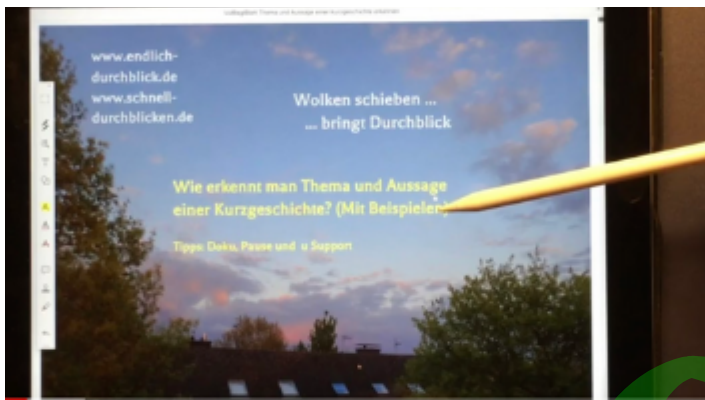 www.endlich-
durchblick.de
www.schnell-
durchblicken.de
Wolken schieben ...
.... bringt Durchblick
Wie erkennt man Thema und Aussage
einer Kurzgeschichte? (Mit Beispielen)
Tipps: Doku, Pause und u Support